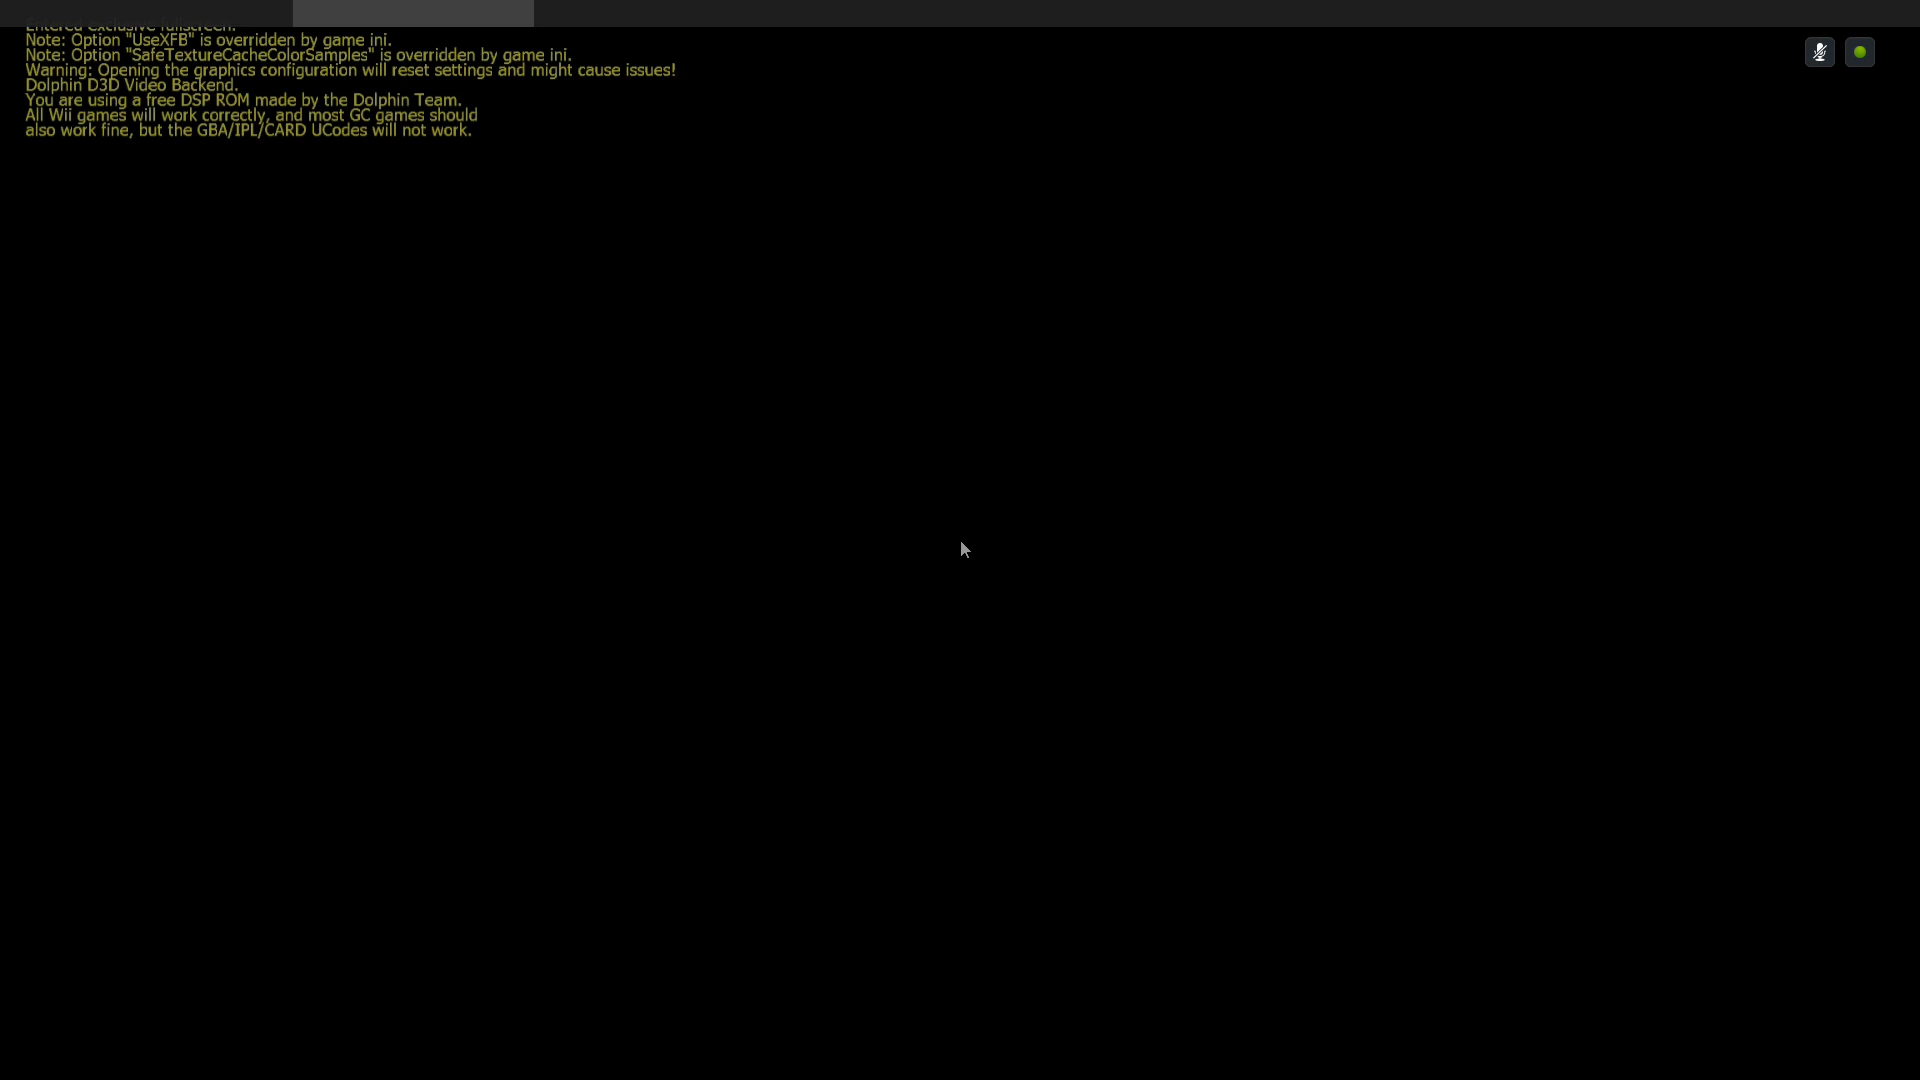 Entered exclusive fullscreen.
Note: Option "UseXFB" is overridden by game ini.
Note: Option "SafeTextureCacheColorSamples" is overridden by game ini.
Warning: Opening the graphics configuration will reset settings and might cause issues!
Dolphin D3D Video Backend.
You are using a free DSP ROM made by the Dolphin Team.
All Wii games will work correctly, and most GC games should
also work fine, but the GBA/IPL/CARD UCodes will not work.